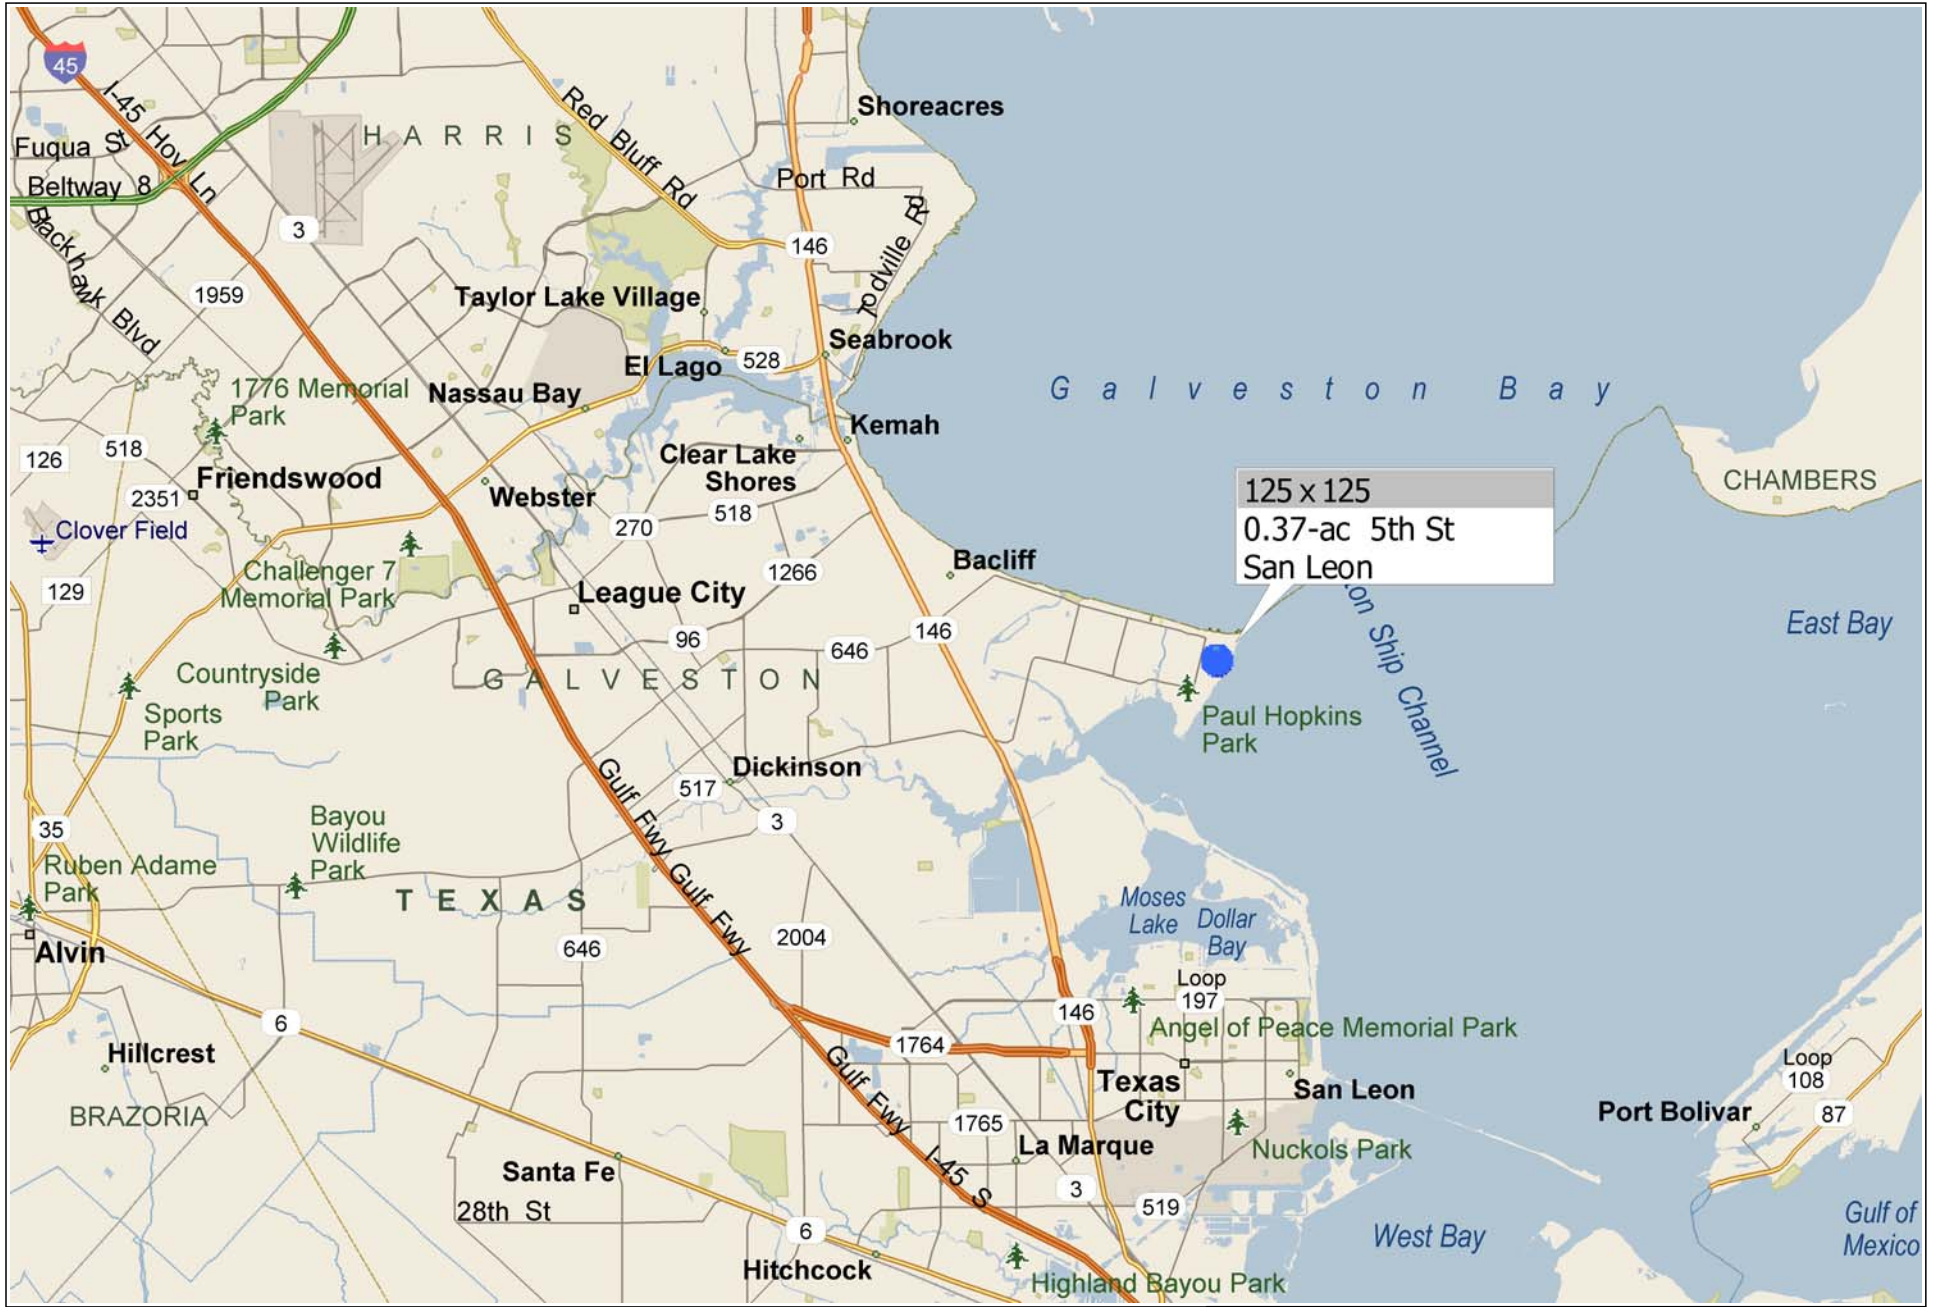 45
I-45 Hov Ln
Fuqua St
Beltway 8
Blackhawk Blvd
HARRIS
Red Bluff Rd
Shoreacres
Port Rd
Todville Rd
3
146
1959
Taylor Lake Village
Seabrook
El Lago
528
1776 Memorial
Park
Nassau Bay
Galveston Bay
Kemah
518
126
Clear Lake
Shores
Friendswood
2351
Webster
CHAMBERS
125 x 125
0.37-ac 5th St
San Leon
270
518
Clover Field
Bacliff
Challenger 7
Memorial Park
1266
129
League City
ton Ship Channel
East Bay
96
646
146
GALVESTON
Countryside
Park
Sports
Park
Paul Hopkins
Park
Dickinson
517
Gulf Fwy
3
Bayou
Wildlife
Park
35
Ruben Adame
Park
Gulf Fwy
TEXAS
Moses
Lake
Dollar
Bay
646
2004
Alvin
Loop
197
146
6
Angel of Peace Memorial Park
1764
Hillcrest
Gulf Fwy
Texas
City
San Leon
Loop
108
BRAZORIA
Port Bolivar
87
1765
La Marque
Nuckols Park
I-45 S
Santa Fe
3
519
28th St
6
West Bay
Gulf of
Mexico
Hitchcock
Highland Bayou Park